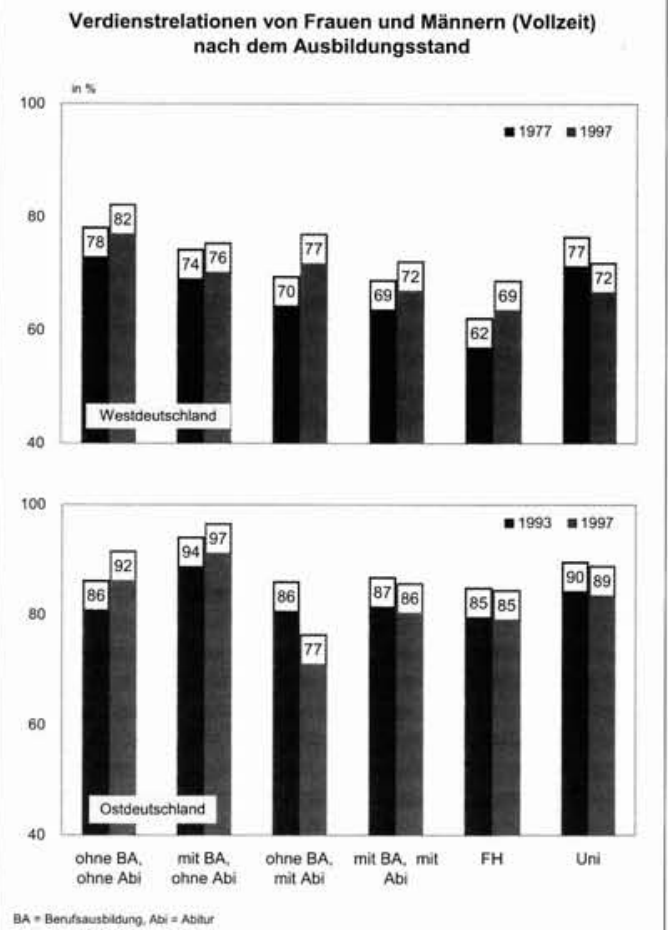 Verdienstrelationen von Frauen und Männern (Vollzeit)
nach dem Ausbildungsstand
in %
100
1977 1997
80
78 82 74 76 70 77 69 72 62 69 77 72
60
Westdeutschland
40
100
1993 1997
86 92 94 97 86 77 87 86 85 85 90 89
80
60
Ostdeutschland
40
ohne BA, mit BA, ohne BA, mit BA, mit FH Uni
ohne Abi ohne Abi mit Abi Abi
BA = Berufsausbildung, Abi = Abitur